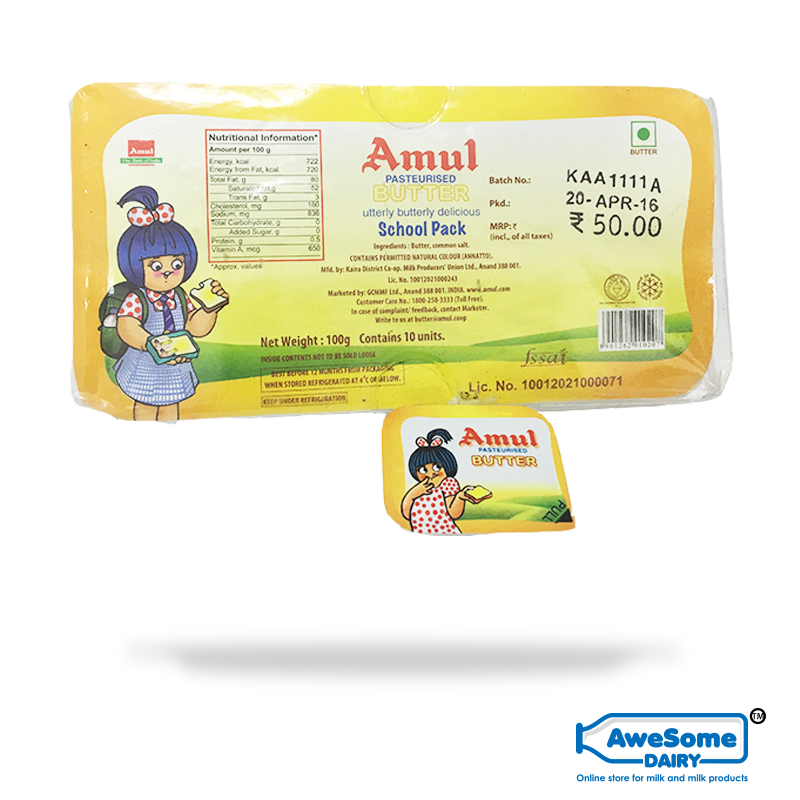 Amul
The Taste of India
Nutritional Information*
Amount per 100 g
Energy, kcal 722
Energy from Fat, kcal 720
Total Fat, g 80
Saturated fat,g 52
Trans Fat, g 3
Cholesterol, mg 180
Sodium, mg 836
Total Carbohydrate, g 0
Added Sugar, g 0
Protein, g 0.5
Vitamin A, mcg 650
*Approx. values
Amul
PASTEURISED
BUTTER
utterly butterly delicious
School Pack
Ingredients : Butter, common salt.
CONTAINS PERMITTED NATURAL COLOUR (ANNATTO).
Mfd. by: Kaira District Co-op. Milk Producers' Union Ltd., Anand 388 001.
Lic. No. 10012021000243
Marketed by: GCMMF Ltd., Anand 388 001. INDIA. www.amul.com
Customer Care No.: 1800-258-3333 (Toll Free).
In case of complaint/ feedback, contact Marketer.
Write to us at butter@amul.coop
Net Weight : 100g Contains 10 units.
INSIDE CONTENTS NOT TO BE SOLD LOOSE
BEST BEFORE 12 MONTHS FROM PACKAGING
WHEN STORED REFRIGERATED AT 4°C OR BELOW.
KEEP UNDER REFRIGERATION
BUTTER
Batch No.: KAA1111A
Pkd.: 20-APR-16
MRP: ₹ ₹ 50.00
(incl., of all taxes)
8901262010207
fssai
Lic. No. 10012021000071
Amul
PASTEURISED
BUTTER
PULL
AweSome
DAIRY
TM
Online store for milk and milk products